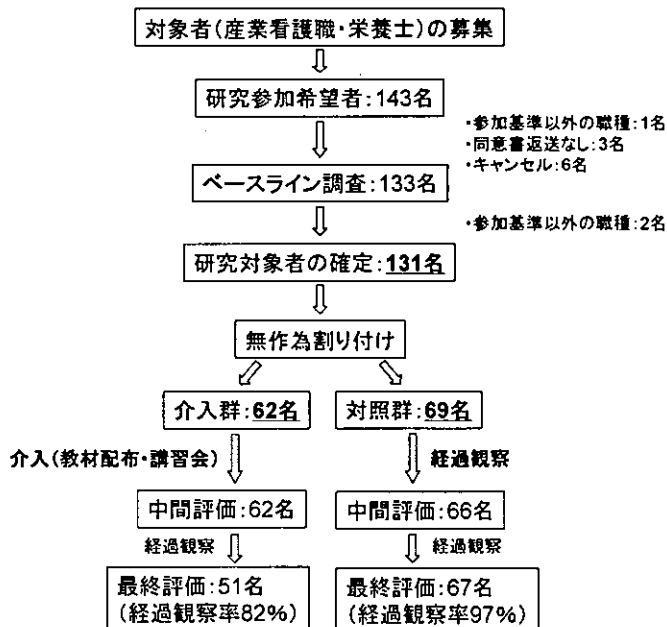 対象者(産業看護職・栄養士)の募集
研究参加希望者:143名
・参加基準以外の職種:1名
・同意書返送なし:3名
・キャンセル:6名
ベースライン調査:133名
・参加基準以外の職種:2名
研究対象者の確定:131名
無作為割り付け
介入群:62名
対照群:69名
介入(教材配布・講習会)
経過観察
中間評価:62名
中間評価:66名
経過観察
経過観察
最終評価:51名
(経過観察率82%)
最終評価:67名
(経過観察率97%)